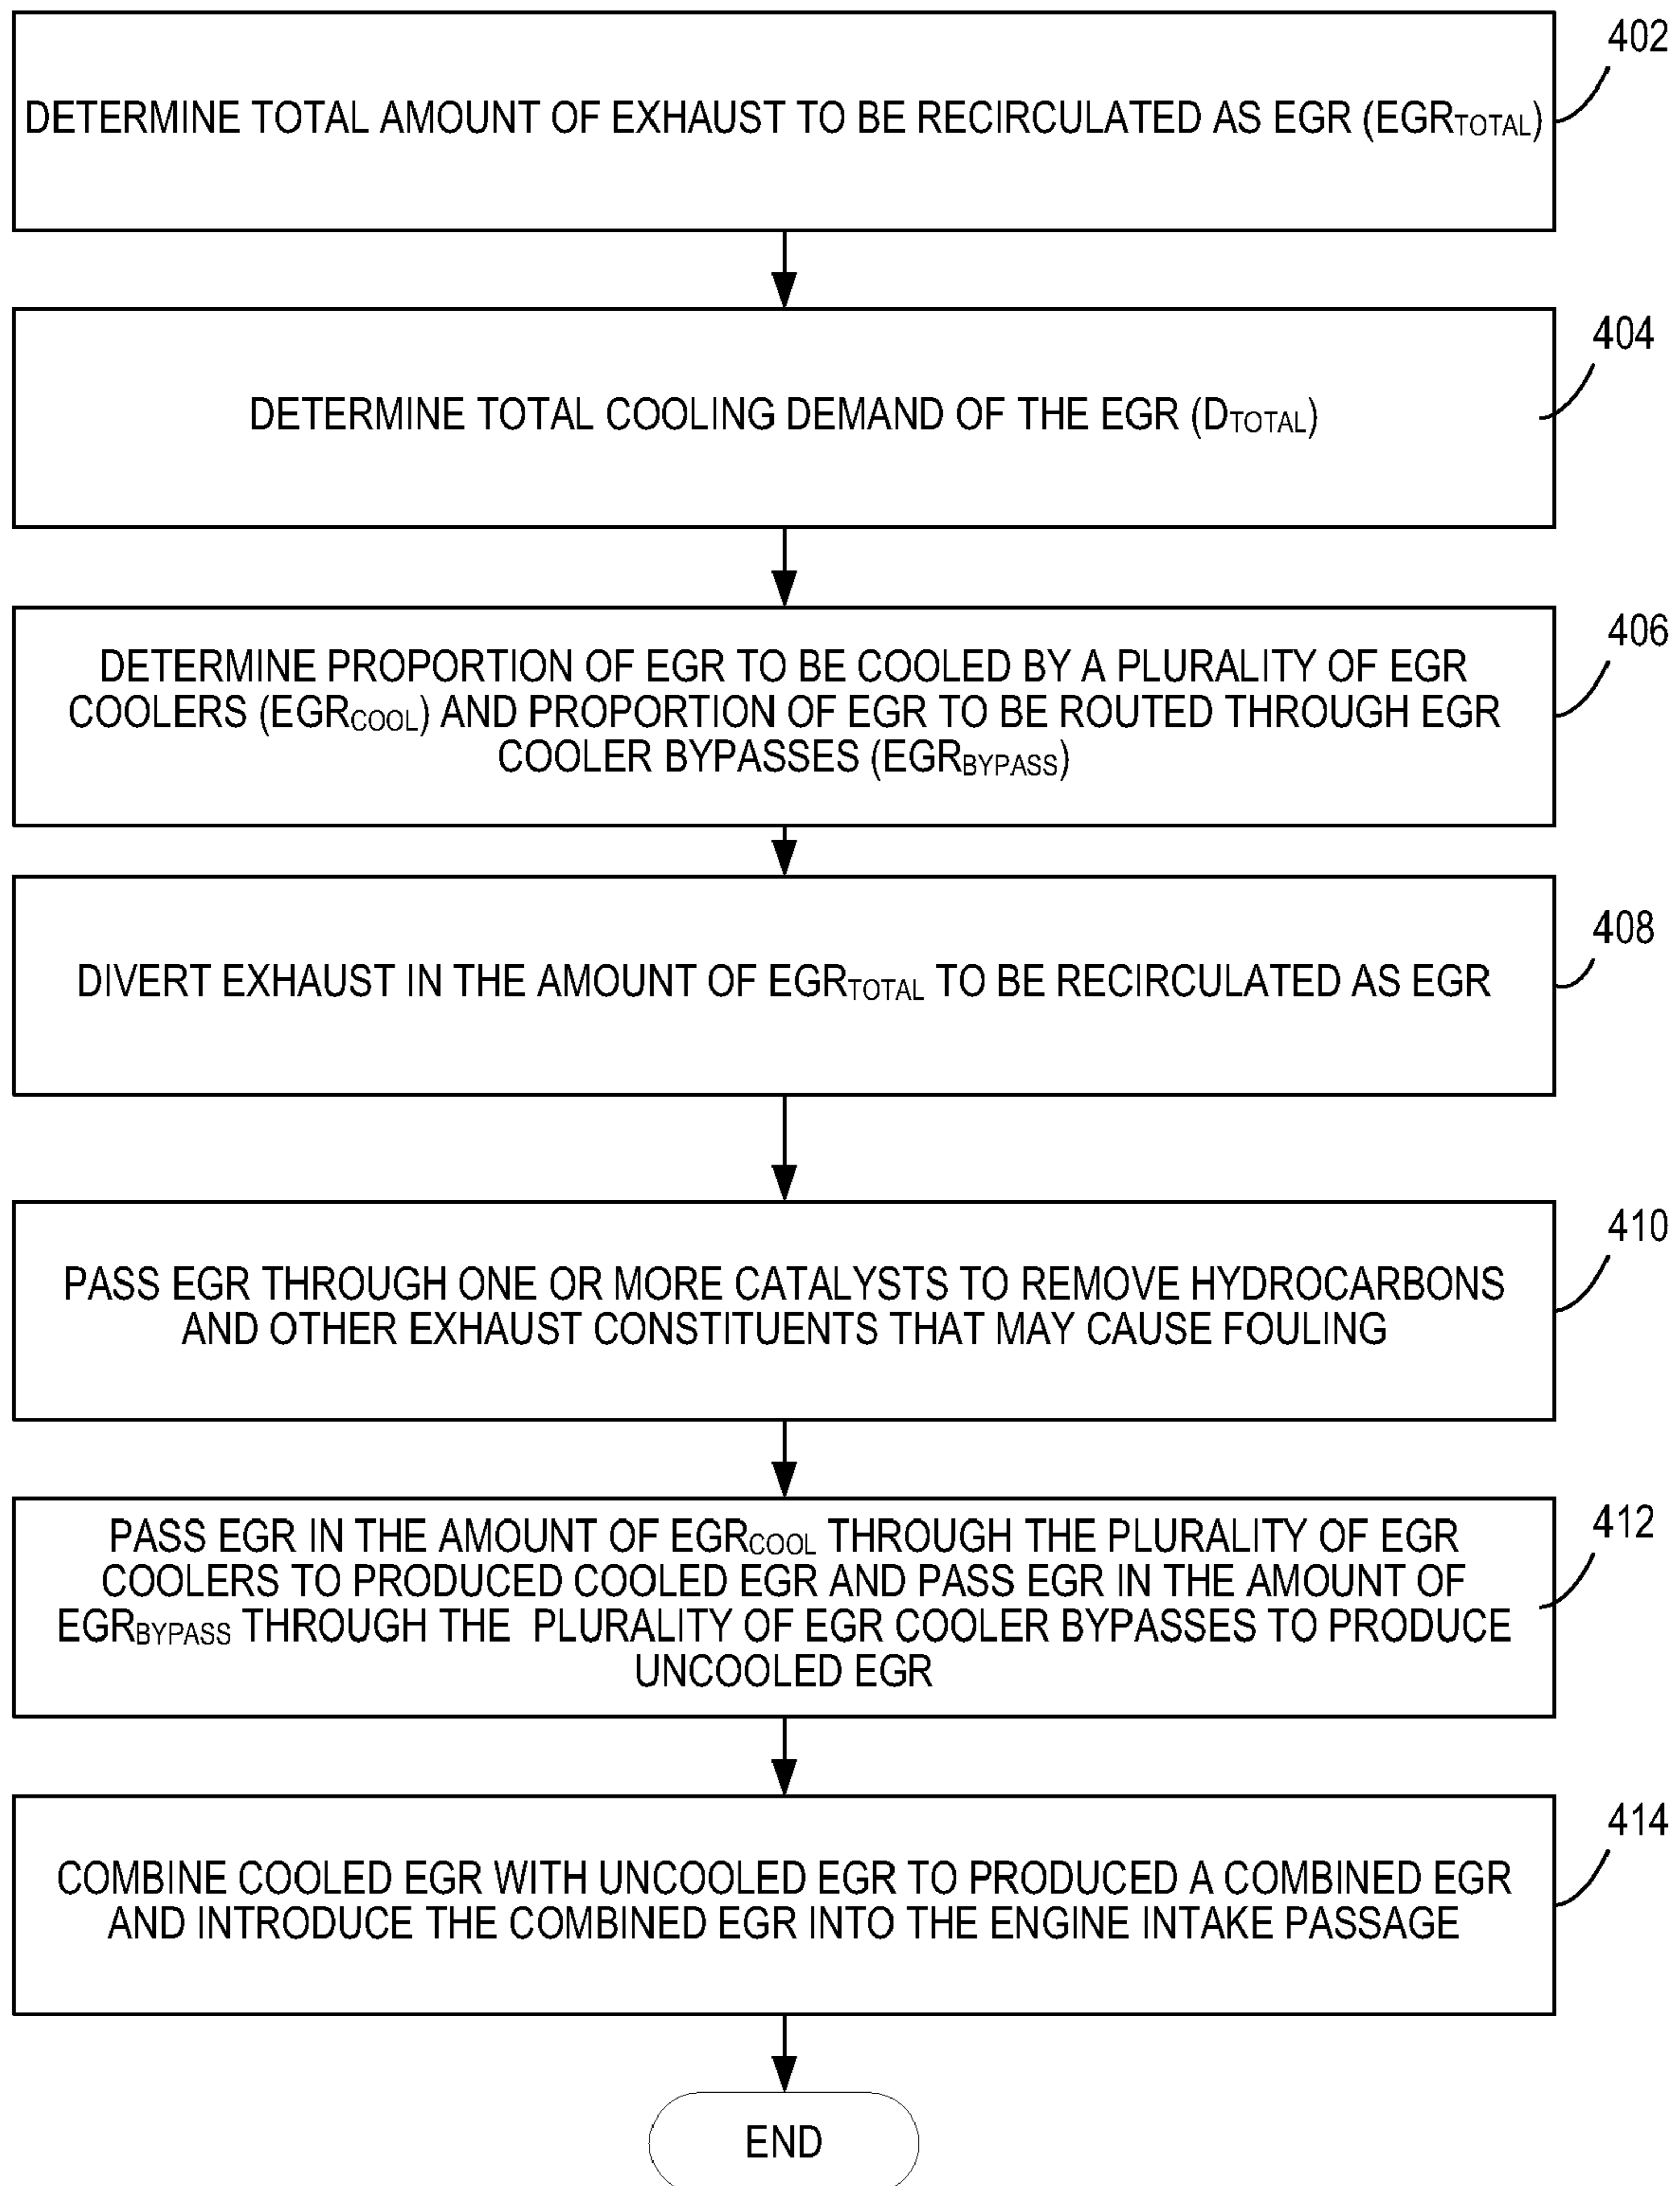 402
DETERMINE TOTAL AMOUNT OF EXHAUST TO BE RECIRCULATED AS EGR (EGRTOTAL)
404
DETERMINE TOTAL COOLING DEMAND OF THE EGR (DTOTAL)
406
DETERMINE PROPORTION OF EGR TO BE COOLED BY A PLURALITY OF EGR
COOLERS (EGRCOOL) AND PROPORTION OF EGR TO BE ROUTED THROUGH EGR
COOLER BYPASSES (EGRBYPASS)
408
DIVERT EXHAUST IN THE AMOUNT OF EGRTOTAL TO BE RECIRCULATED AS EGR
410
PASS EGR THROUGH ONE OR MORE CATALYSTS TO REMOVE HYDROCARBONS
AND OTHER EXHAUST CONSTITUENTS THAT MAY CAUSE FOULING
412
PASS EGR IN THE AMOUNT OF EGRCOOL THROUGH THE PLURALITY OF EGR
COOLERS TO PRODUCED COOLED EGR AND PASS EGR IN THE AMOUNT OF
EGRBYPASS THROUGH THE PLURALITY OF EGR COOLER BYPASSES TO PRODUCE
UNCOOLED EGR
414
COMBINE COOLED EGR WITH UNCOOLED EGR TO PRODUCED A COMBINED EGR
AND INTRODUCE THE COMBINED EGR INTO THE ENGINE INTAKE PASSAGE
END